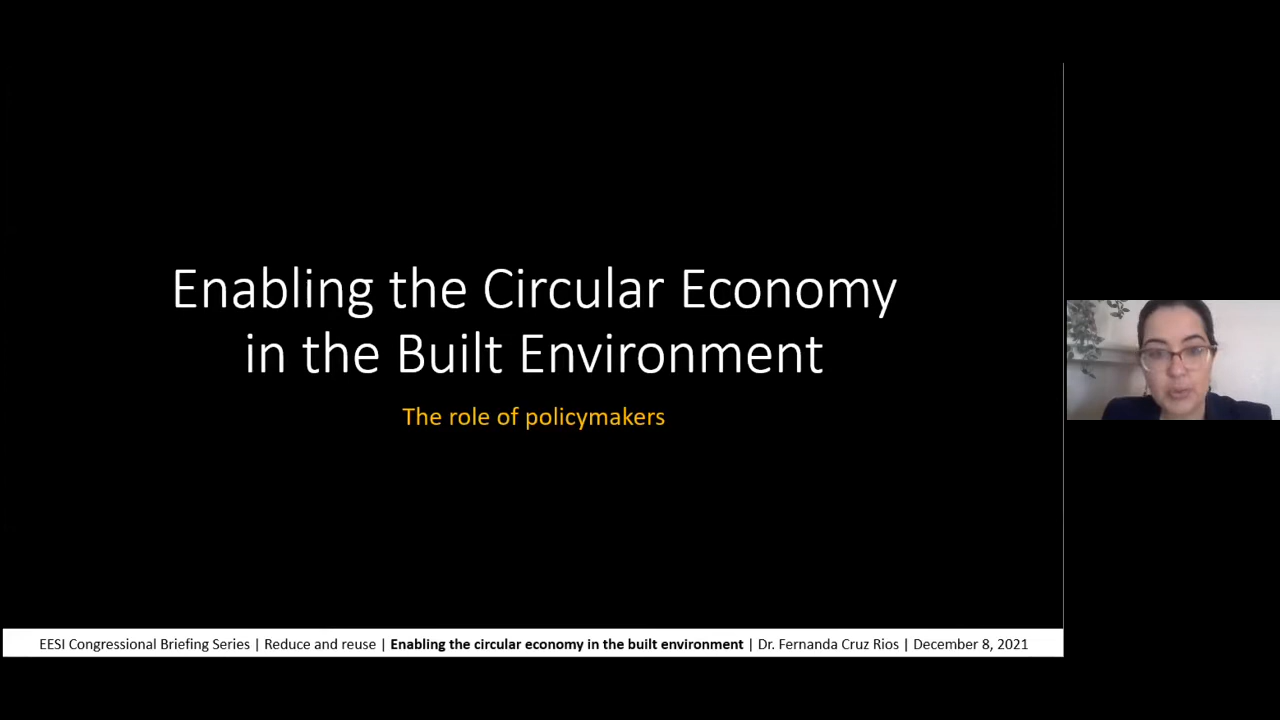 Enabling the Circular Economy
in the Built Environment
The role of policymakers
EESI Congressional Briefing Series | Reduce and reuse | Enabling the circular economy in the built environment | Dr. Fernanda Cruz Rios | December 8, 2021